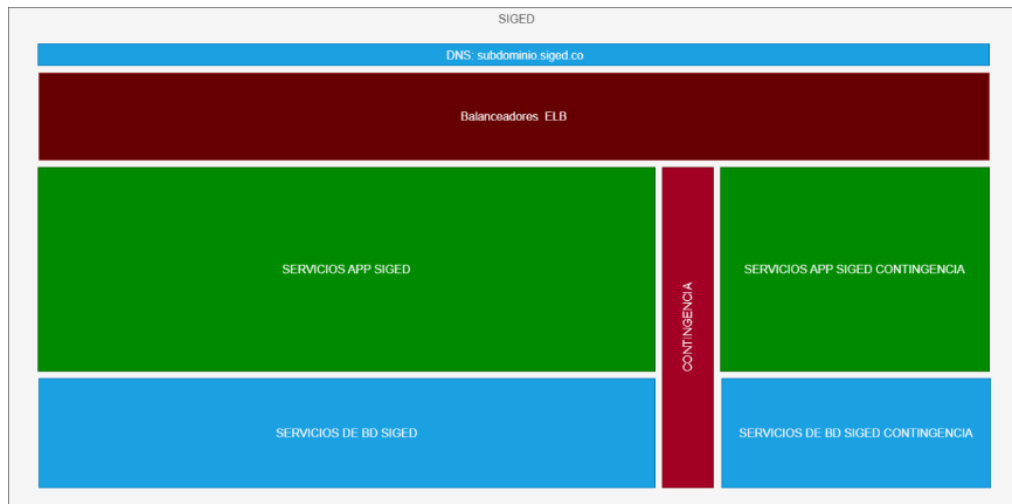 SIGED
DNS: subdominio.siged.co
Balanceadores ELB
SERVICIOS APP SIGED
CONTINGENCIA
SERVICIOS APP SIGED CONTINGENCIA
SERVICIOS DE BD SIGED
SERVICIOS DE BD SIGED CONTINGENCIA